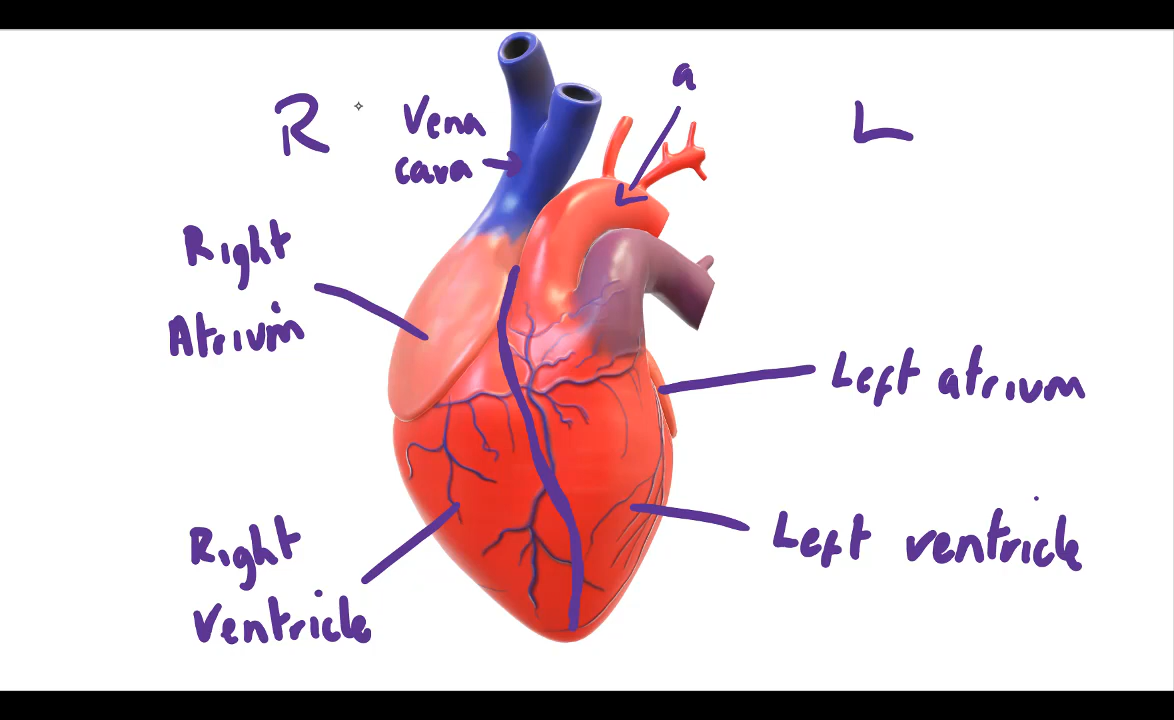 R
L
a
Vena
cava
Right
Atrium
Left atrium
Right
Ventricle
Left ventricle